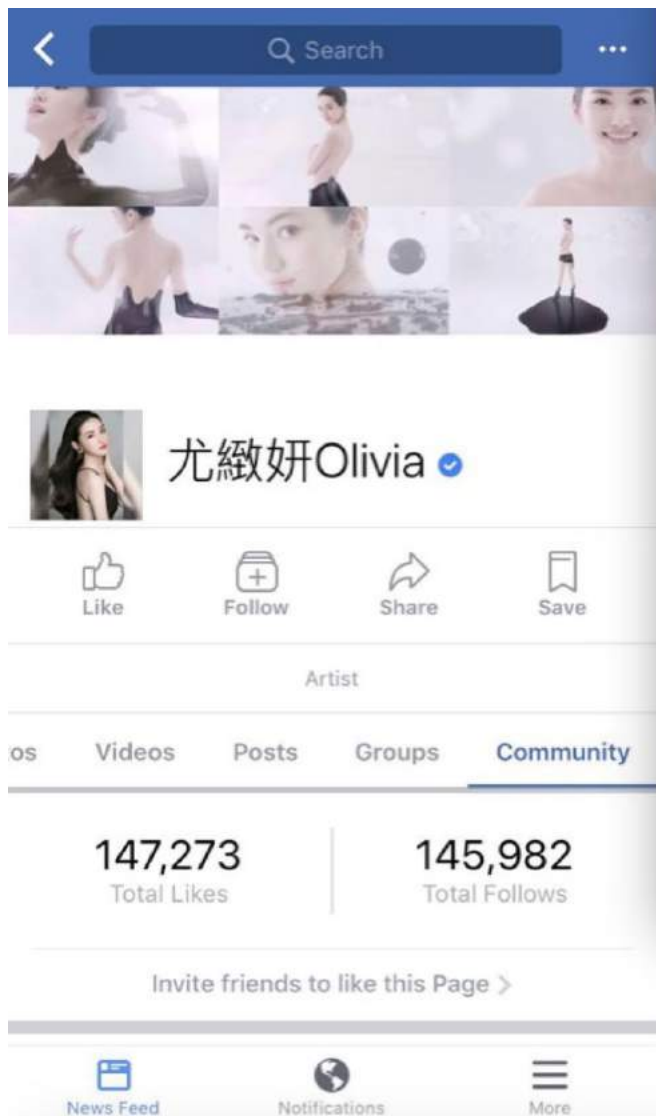 Search
尤緻妍Olivia
Like Follow Share Save
Artist
os Videos Posts Groups Community
147,273 145,982
Total Likes Total Follows
Invite friends to like this Page
News Feed Notifications More